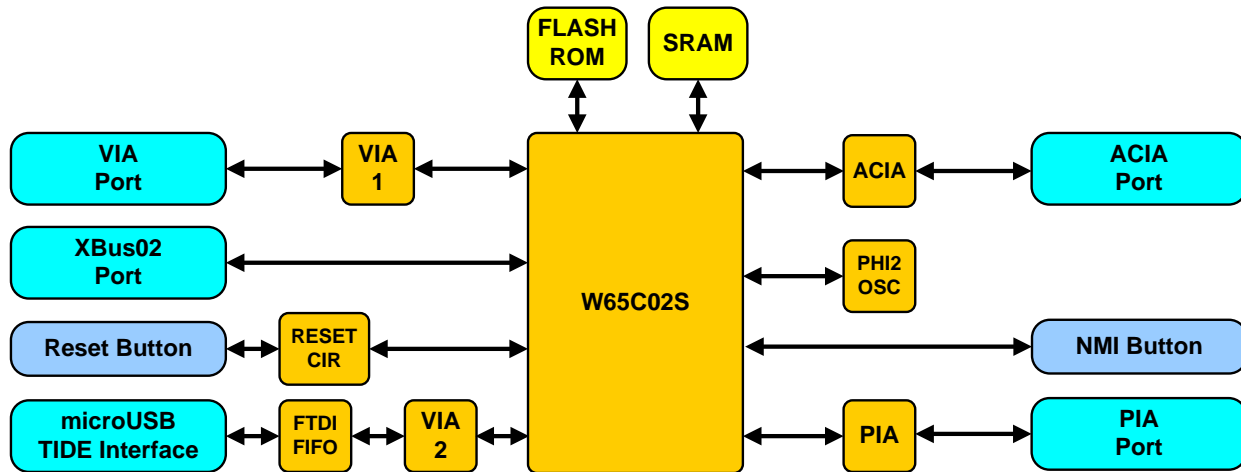 FLASH
ROM
SRAM
VIA
Port
VIA
1
ACIA
ACIA
Port
XBus02
Port
W65C02S
PHI2
OSC
Reset Button
RESET
CIR
NMI Button
microUSB
TIDE Interface
FTDI
FIFO
VIA
2
PIA
PIA
Port